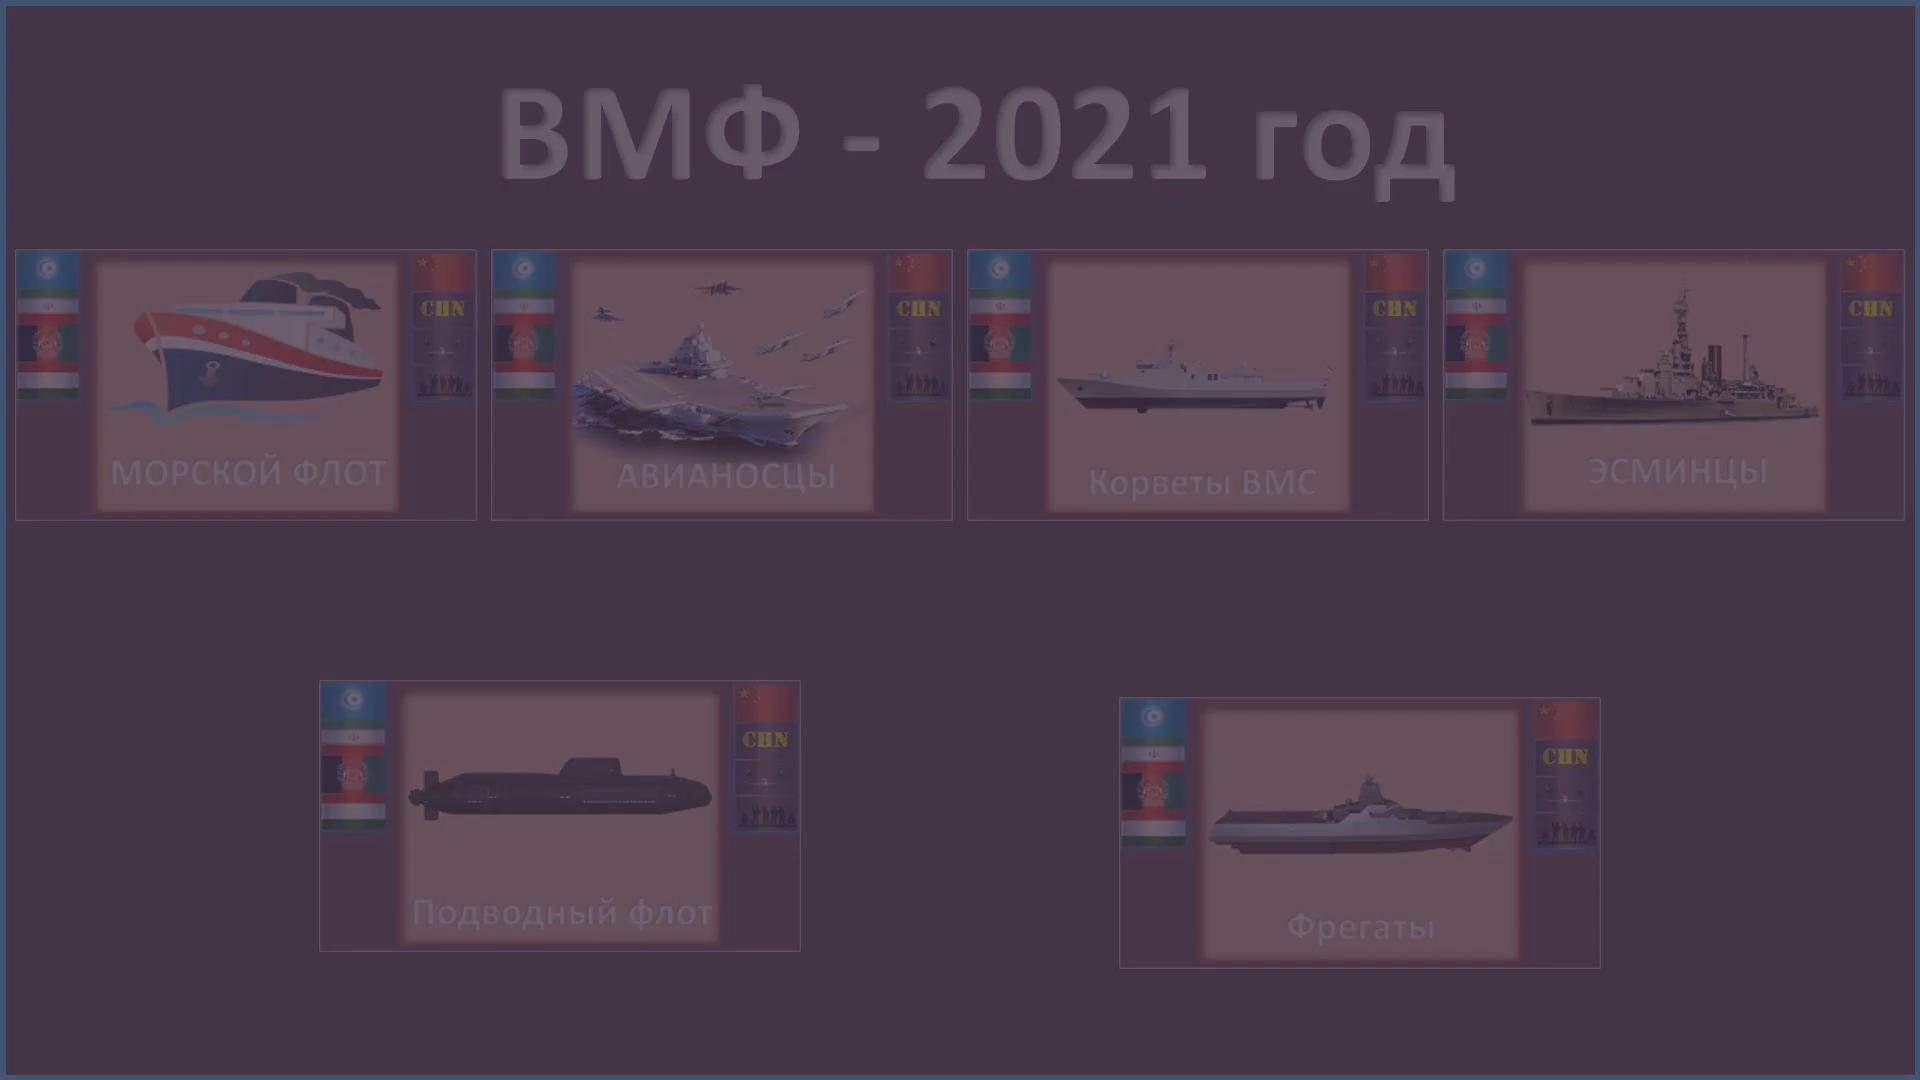 ВМФ - 2021 год
CHN
МОРСКОЙ ФЛОТ
CHN
АВИАНОСЦЫ
CHN
Корветы ВМС
CHN
ЭСМИНЦЫ
CHN
Подводный флот
CHN
Фрегаты